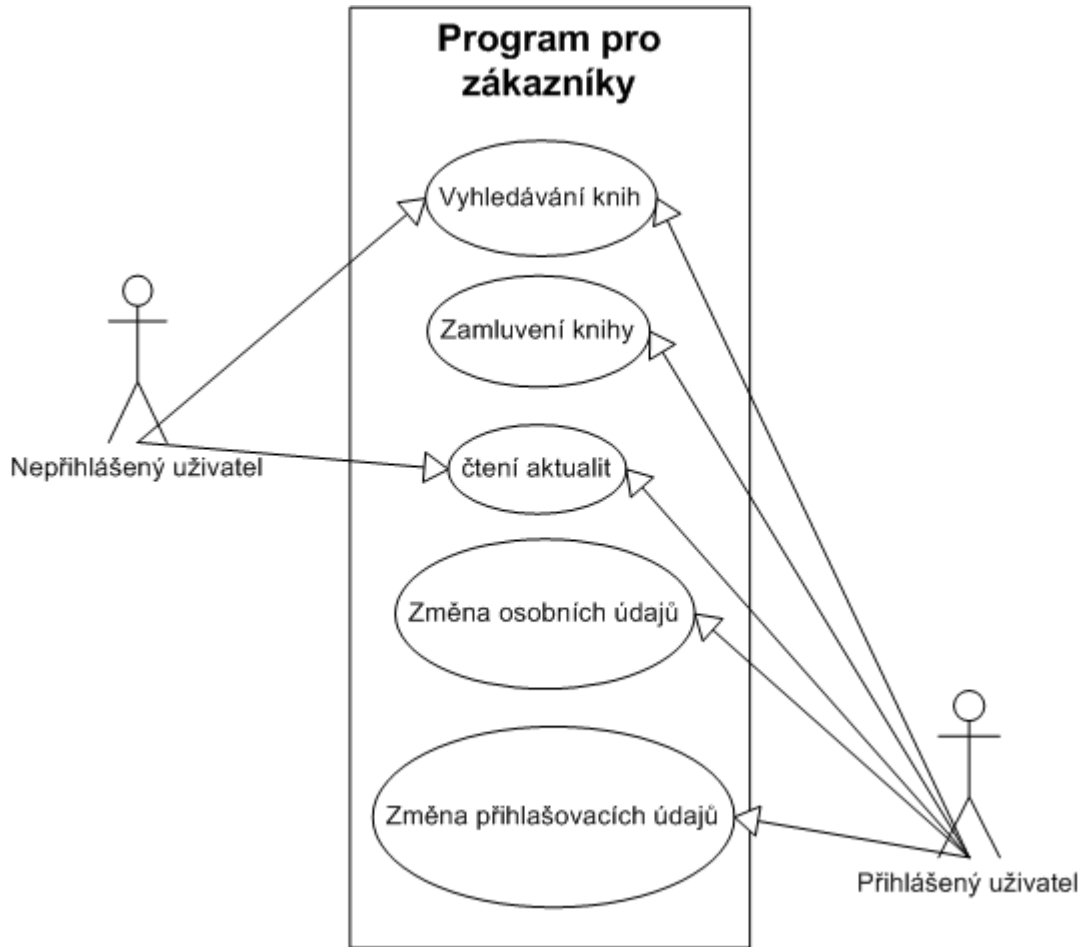 Program pro
zákazníky
Vyhledávání knih
Zamluvení knihy
Nepřihlášený uživatel
čtení aktualit
Změna osobních údajů
Změna přihlašovacích údajů
Přihlášený uživatel